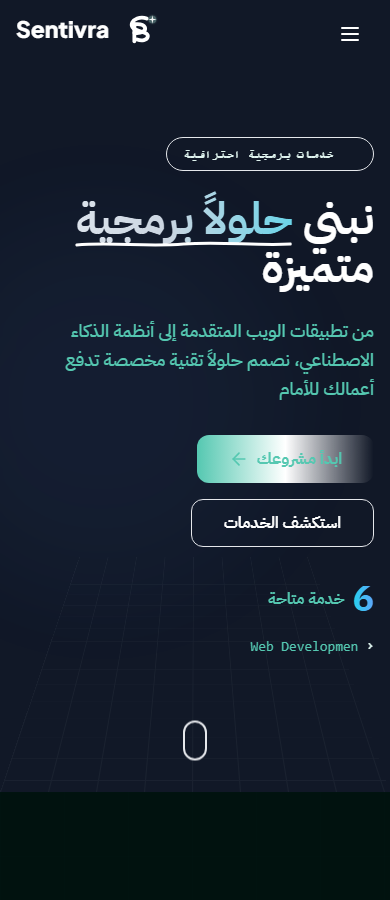 Sentivra
خدمات برمجية احترافية
نبني حلولاً برمجية
متميزة
من تطبيقات الويب المتقدمة إلى أنظمة الذكاء
الاصطناعي، نصمم حلولاً تقنية مخصصة تدفع
أعمالك للأمام
ابدأ مشروعك ←
استكشف الخدمات
6 خدمة متاحة
› Web Developmen